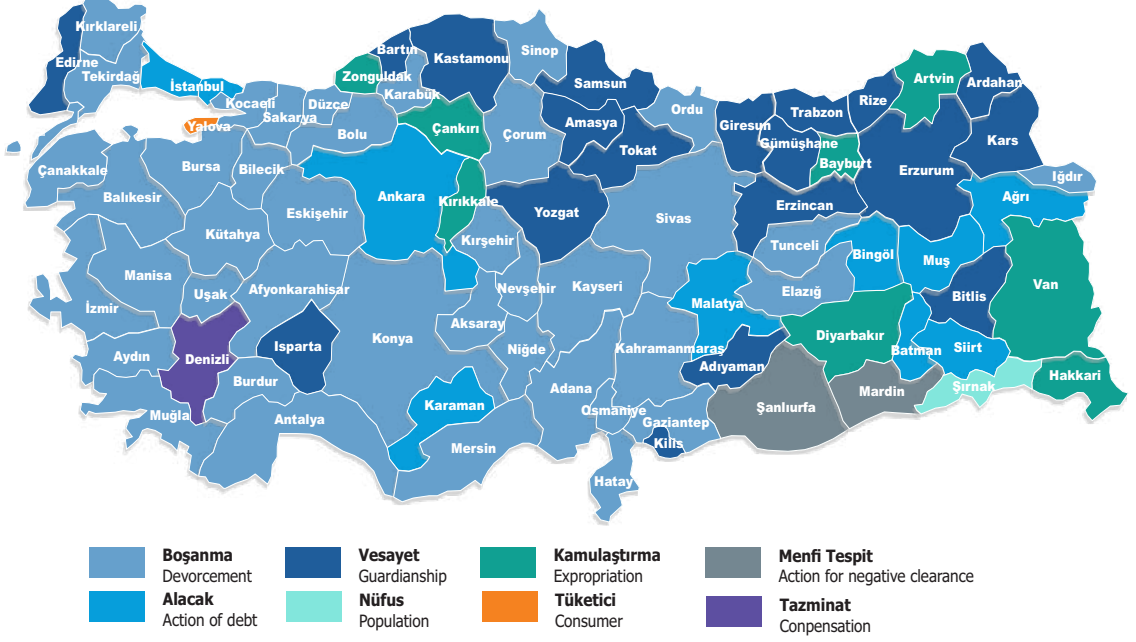 Kırklareli
Edirne
Tekirdağ
İstanbul
Kocaeli
Yalova
Sakarya
Düzce
Zonguldak
Bartın
Karabük
Kastamonu
Sinop
Samsun
Ordu
Giresun
Trabzon
Rize
Artvin
Ardahan
Kars
Gümüşhane
Bayburt
Erzurum
Iğdır
Ağrı
Çanakkale
Balıkesir
Bursa
Bilecik
Bolu
Çankırı
Çorum
Amasya
Tokat
Ankara
Kırıkkale
Yozgat
Sivas
Erzincan
Eskişehir
Kütahya
Kırşehir
Tunceli
Bingöl
Muş
Van
Bitlis
Manisa
Uşak
Afyonkarahisar
Nevşehir
Kayseri
Malatya
Elazığ
İzmir
Aydın
Denizli
Isparta
Konya
Aksaray
Niğde
Kahramanmaraş
Adıyaman
Diyarbakır
Batman
Siirt
Şırnak
Hakkari
Muğla
Burdur
Antalya
Karaman
Mersin
Adana
Osmaniye
Gaziantep
Kilis
Şanlıurfa
Mardin
Hatay
Boşanma
Devorcement
Vesayet
Guardianship
Kamulaştırma
Expropriation
Menfi Tespit
Action for negative clearance
Alacak
Action of debt
Nüfus
Population
Tüketici
Consumer
Tazminat
Conpensation